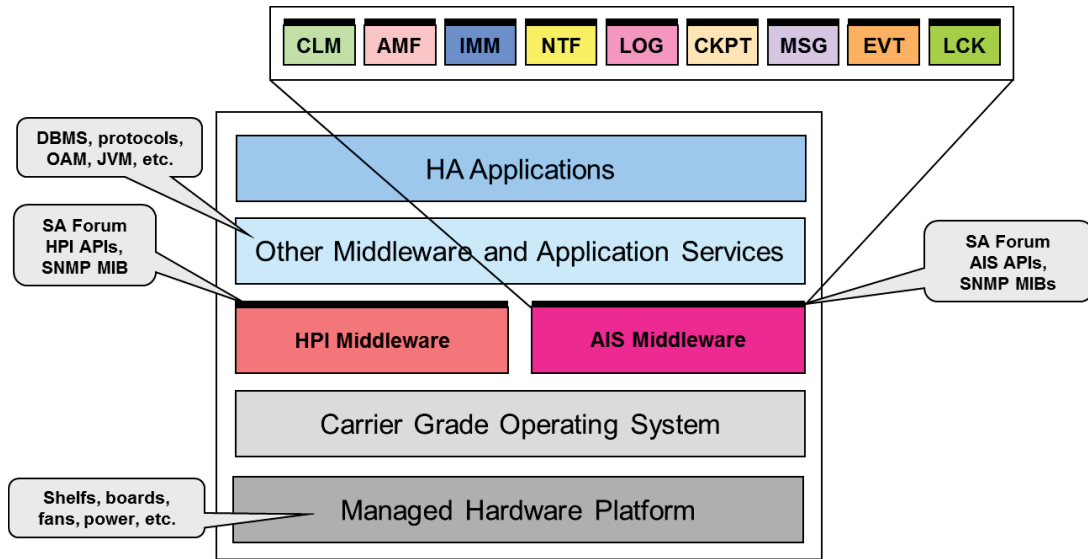 CLM AMF IMM NTF LOG CKPT MSG EVT LCK
DBMS, protocols,
OAM, JVM, etc.
HA Applications
SA Forum
HPI APIs,
SNMP MIB
Other Middleware and Application Services
SA Forum
AIS APIs,
SNMP MIBs
HPI Middleware
AIS Middleware
Carrier Grade Operating System
Shelfs, boards,
fans, power, etc.
Managed Hardware Platform